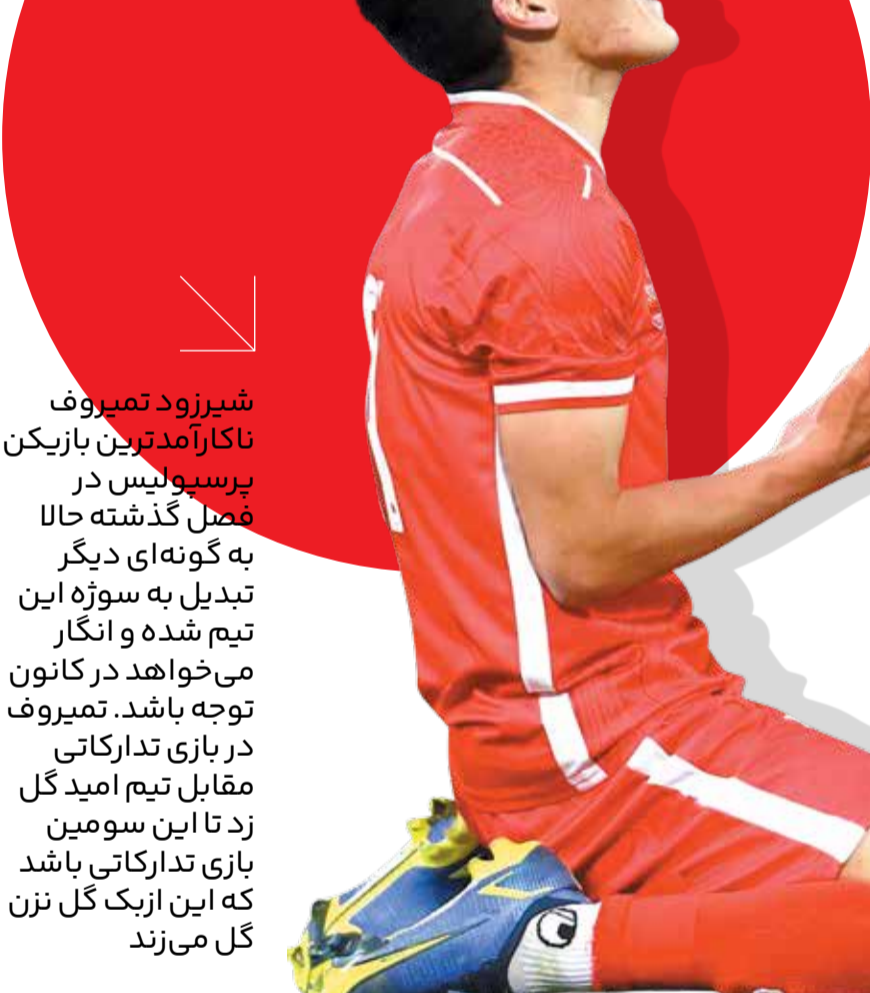 شیرزود تمیروف
ناکارآمدترین بازیکن
پرسپولیس در
فصل گذشته حالا
به گونه‌ای دیگر
تبدیل به سوژه این
تیم شده و انگار
می‌خواهد در کانون
توجه باشد. تمیروف
در بازی تدارکاتی
مقابل تیم امید گل
زد تا این سومین
بازی تدارکاتی باشد
که این ازبک گل نزن
گل می‌زند